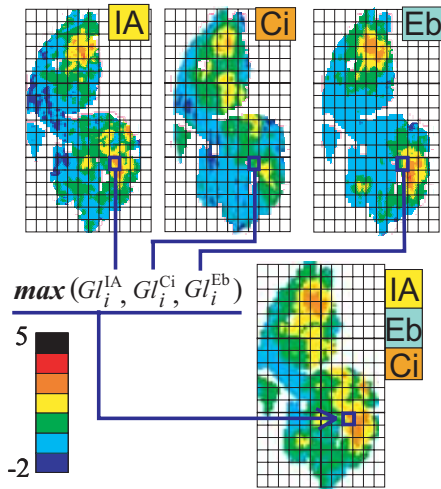 IA Ci Eb
max (Gl_i^IA, Gl_i^Ci, Gl_i^Eb)
IA
Eb
Ci
5
-2